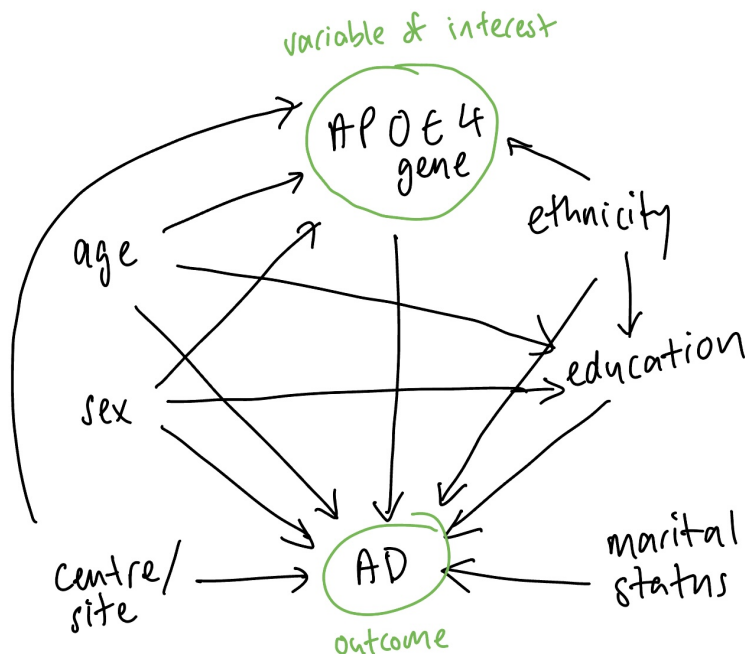 variable of interest
APOE4
gene
ethnicity
age
education
sex
centre/
site
AD
marital
status
outcome